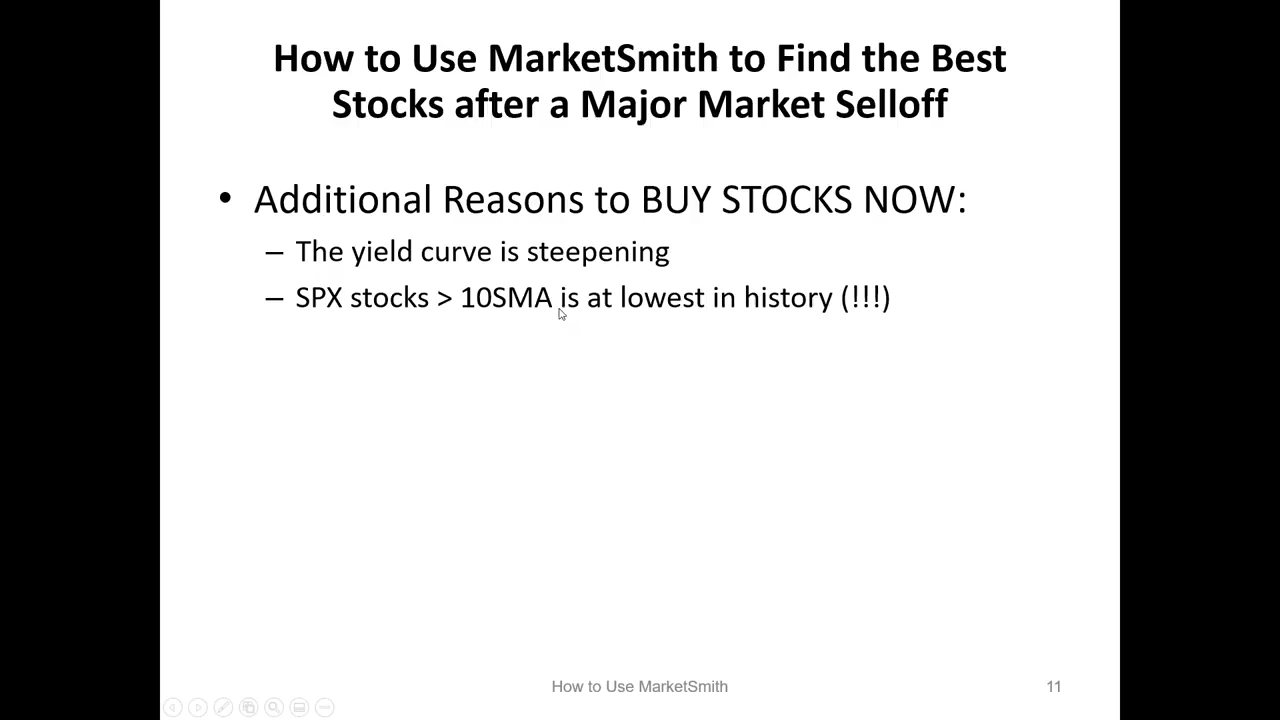 How to Use MarketSmith to Find the Best
Stocks after a Major Market Selloff
• Additional Reasons to BUY STOCKS NOW:
– The yield curve is steepening
– SPX stocks > 10SMA is at lowest in history (!!!)
How to Use MarketSmith
11